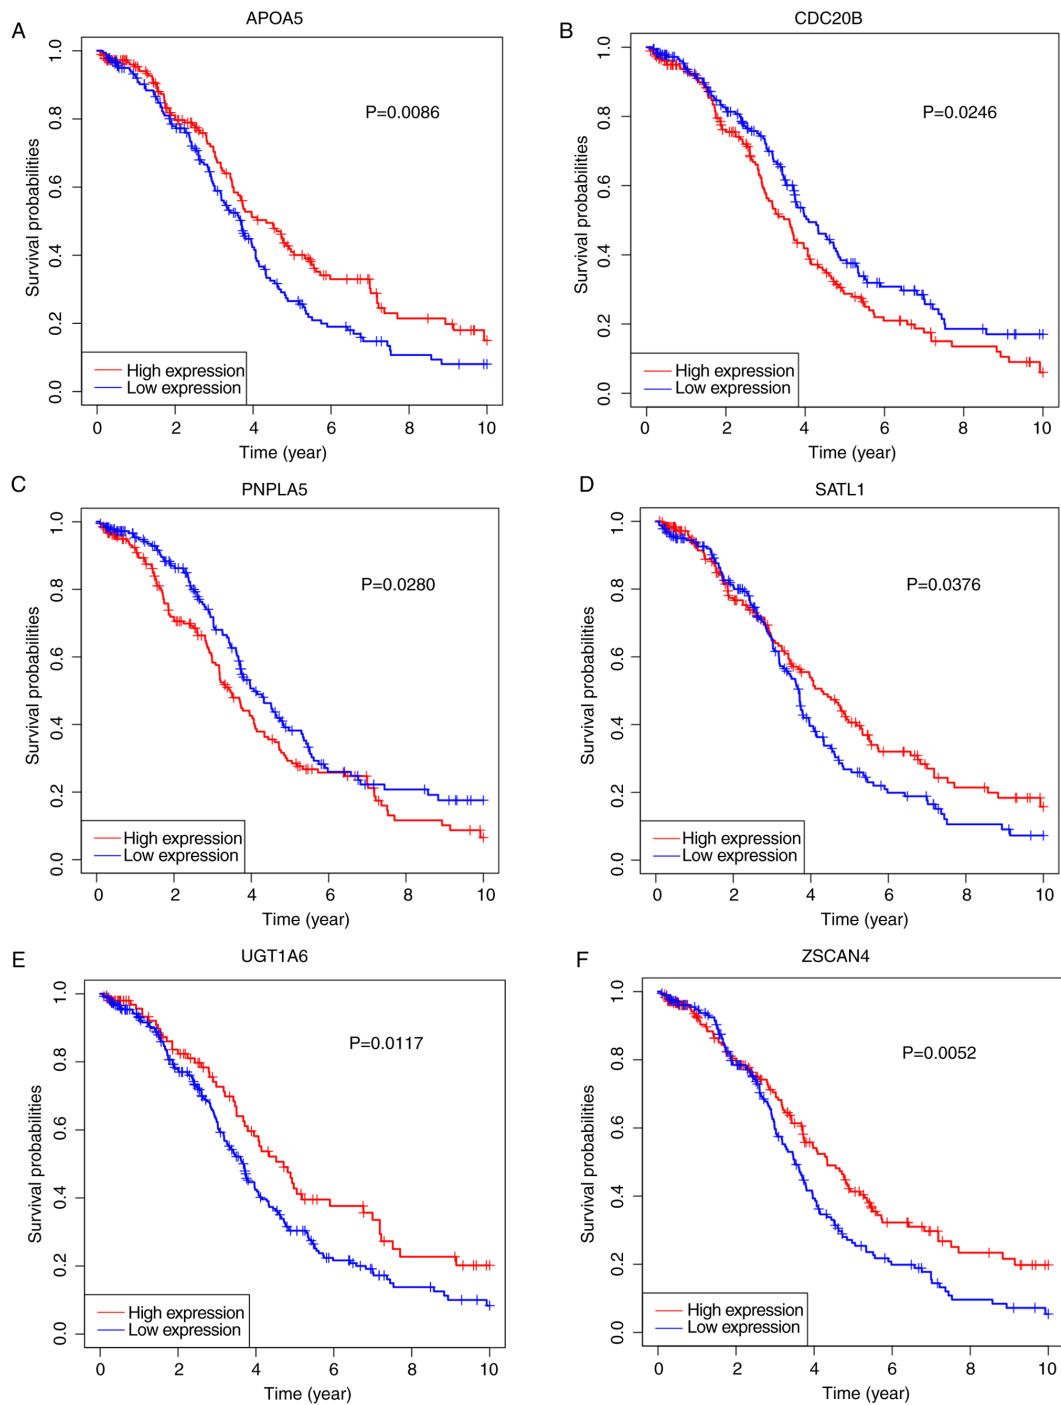 A
APOA5
Survival probabilities
1.0
0.8
0.6
0.4
0.2
0.0
P=0.0086
High expression
Low expression
0 2 4 6 8 10
Time (year)
B
CDC20B
Survival probabilities
1.0
0.8
0.6
0.4
0.2
0.0
P=0.0246
High expression
Low expression
0 2 4 6 8 10
Time (year)
C
PNPLA5
Survival probabilities
1.0
0.8
0.6
0.4
0.2
0.0
P=0.0280
High expression
Low expression
0 2 4 6 8 10
Time (year)
D
SATL1
Survival probabilities
1.0
0.8
0.6
0.4
0.2
0.0
P=0.0376
High expression
Low expression
0 2 4 6 8 10
Time (year)
E
UGT1A6
Survival probabilities
1.0
0.8
0.6
0.4
0.2
0.0
P=0.0117
High expression
Low expression
0 2 4 6 8 10
Time (year)
F
ZSCAN4
Survival probabilities
1.0
0.8
0.6
0.4
0.2
0.0
P=0.0052
High expression
Low expression
0 2 4 6 8 10
Time (year)